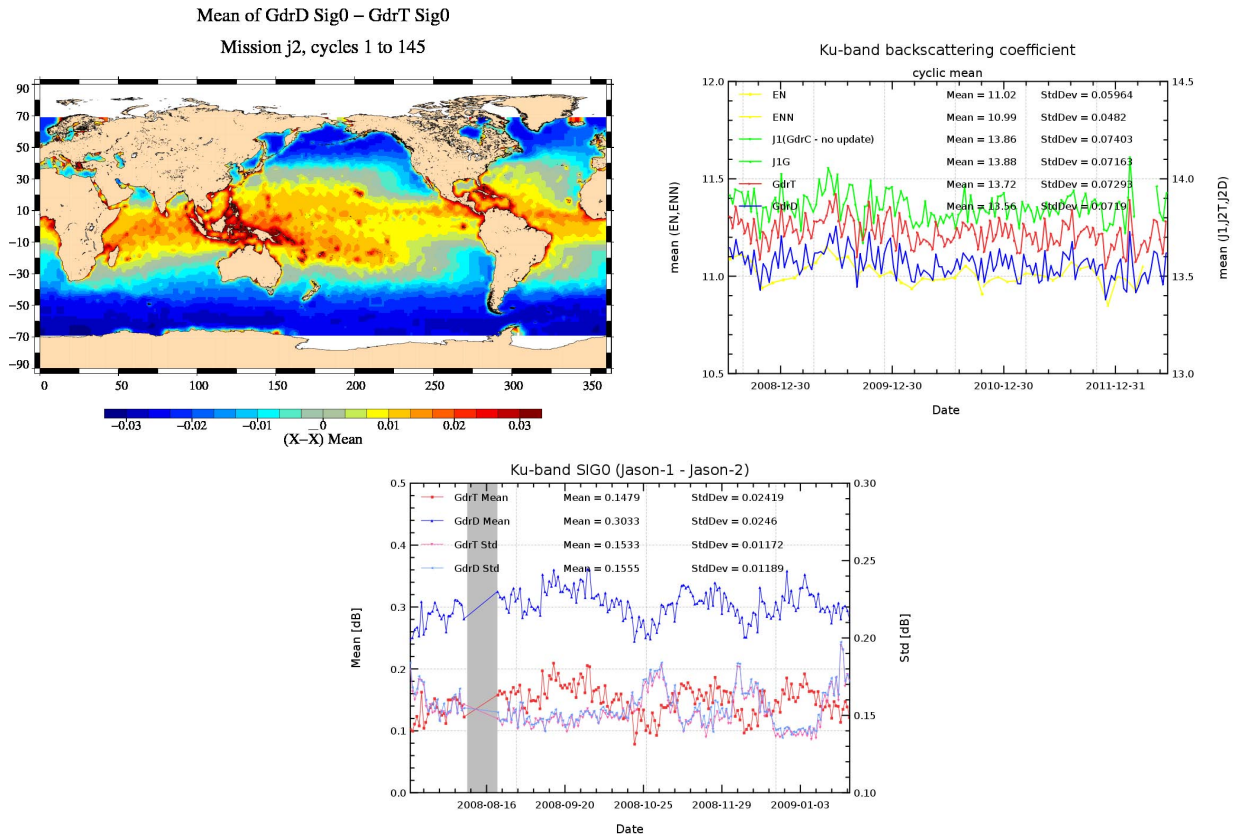 Mean of GdrD Sig0 − GdrT Sig0
Mission j2, cycles 1 to 145
90
70
50
30
10
−10
−30
−50
−70
−90
0 50 100 150 200 250 300 350
−0.03 −0.02 −0.01 0 0.01 0.02 0.03
(X−X) Mean
Ku-band backscattering coefficient
cyclic mean
EN Mean = 11.02 StdDev = 0.05964
ENN Mean = 10.99 StdDev = 0.0482
J1(GdrC - no update) Mean = 13.86 StdDev = 0.07403
J1G Mean = 13.88 StdDev = 0.07163
GdrT Mean = 13.72 StdDev = 0.07293
GdrD Mean = 13.56 StdDev = 0.0719
12.0
11.5
11.0
10.5
mean (EN,ENN)
14.5
14.0
13.5
13.0
mean (J1,J2T,J2D)
2008-12-30 2009-12-30 2010-12-30 2011-12-31
Date
Ku-band SIG0 (Jason-1 - Jason-2)
GdrT Mean Mean = 0.1479 StdDev = 0.02419
GdrD Mean Mean = 0.3033 StdDev = 0.0246
GdrT Std Mean = 0.1533 StdDev = 0.01172
GdrD Std Mean = 0.1555 StdDev = 0.01189
0.5
0.4
0.3
0.2
0.1
0.0
Mean [dB]
0.30
0.25
0.20
0.15
0.10
Std [dB]
2008-08-16 2008-09-20 2008-10-25 2008-11-29 2009-01-03
Date